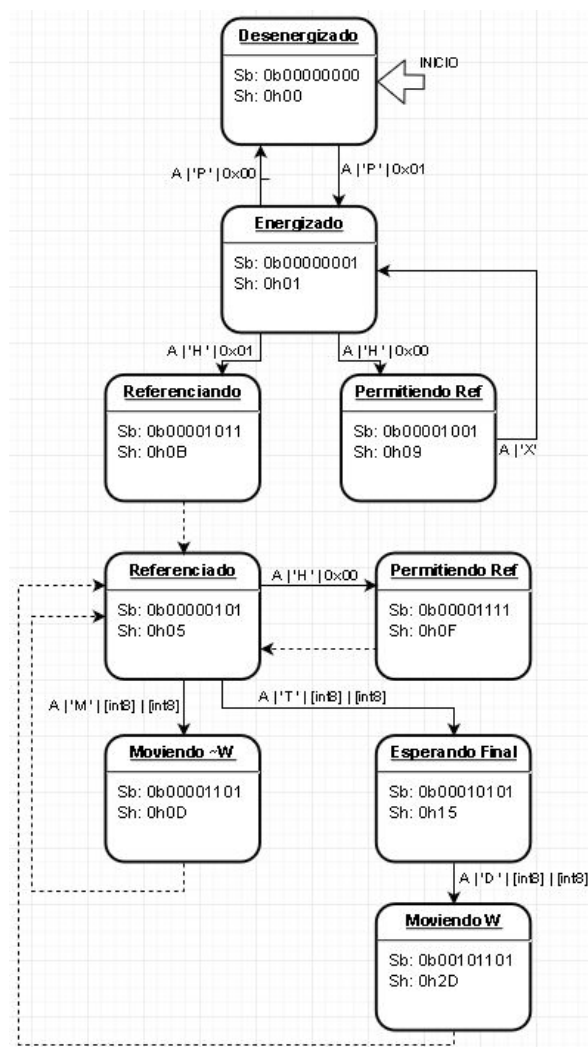 Desenergizado
Sb: 0b00000000
Sh: 0h00
INICIO
A | 'P' | 0x00
A | 'P' | 0x01
Energizado
Sb: 0b00000001
Sh: 0h01
A | 'H' | 0x01
A | 'H' | 0x00
Referenciando
Sb: 0b00001011
Sh: 0h0B
Permitiendo Ref
Sb: 0b00001001
Sh: 0h09
A | 'X'
Referenciado
Sb: 0b00000101
Sh: 0h05
A | 'H' | 0x00
Permitiendo Ref
Sb: 0b00001111
Sh: 0h0F
A | 'M' | [int8] | [int8]
A | 'T' | [int8] | [int8]
Moviendo ~W
Sb: 0b00001101
Sh: 0h0D
Esperando Final
Sb: 0b00010101
Sh: 0h15
A | 'D' | [int8] | [int8]
Moviendo W
Sb: 0b00101101
Sh: 0h2D